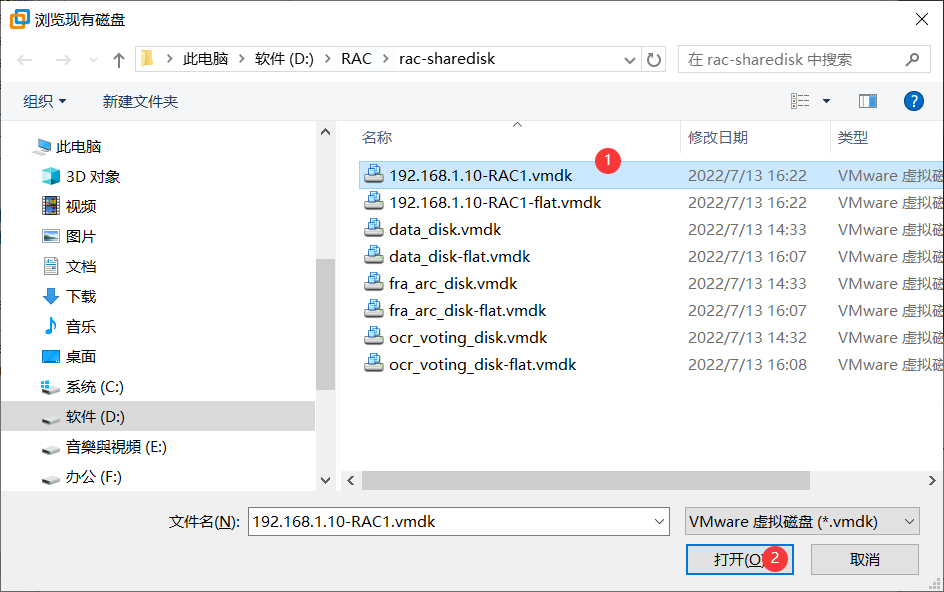 浏览现有磁盘
此电脑 > 软件 (D:) > RAC > rac-sharedisk
在 rac-sharedisk 中搜索
组织
新建文件夹
?
此电脑
3D 对象
视频
图片
文档
下载
音乐
桌面
系统 (C:)
软件 (D:)
音樂與視頻 (E:)
办公 (F:)
名称 修改日期 类型
1
192.168.1.10-RAC1.vmdk 2022/7/13 16:22 VMware 虚拟磁
192.168.1.10-RAC1-flat.vmdk 2022/7/13 16:22 VMware 虚拟磁
data_disk.vmdk 2022/7/13 14:33 VMware 虚拟磁
data_disk-flat.vmdk 2022/7/13 16:07 VMware 虚拟磁
fra_arc_disk.vmdk 2022/7/13 14:33 VMware 虚拟磁
fra_arc_disk-flat.vmdk 2022/7/13 16:07 VMware 虚拟磁
ocr_voting_disk.vmdk 2022/7/13 14:32 VMware 虚拟磁
ocr_voting_disk-flat.vmdk 2022/7/13 16:08 VMware 虚拟磁
文件名(N): 192.168.1.10-RAC1.vmdk
VMware 虚拟磁盘 (*.vmdk)
打开(O)
2
取消